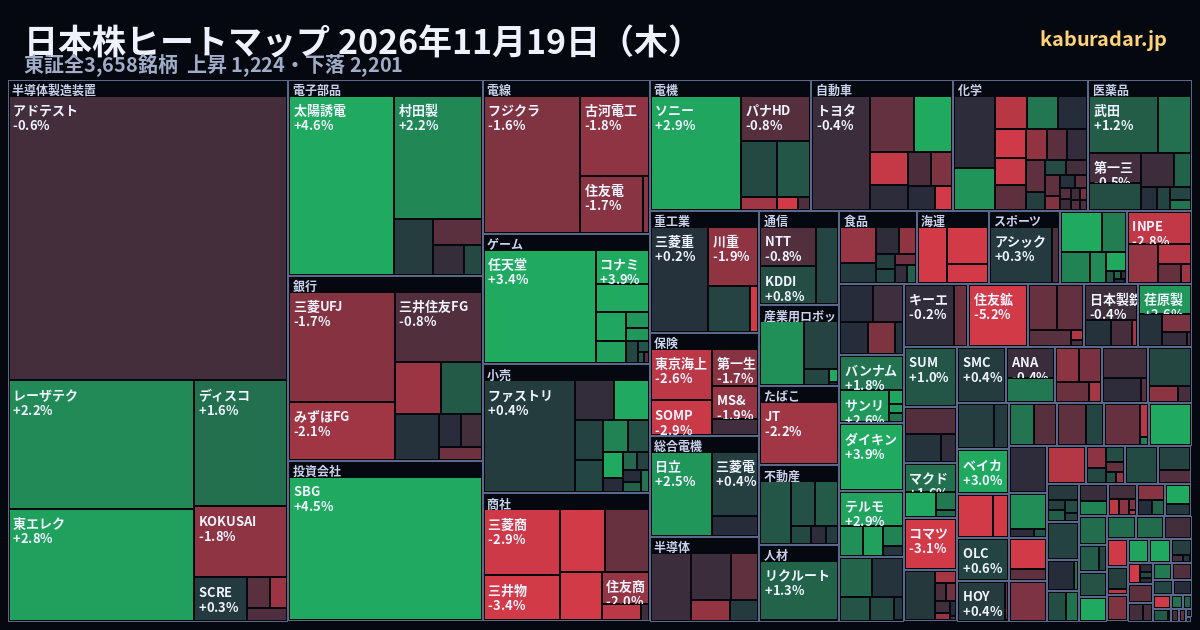 日本株ヒートマップ 2026年11月19日（木）
kaburadar.jp
東証全3,658銘柄 上昇 1,224・下落 2,201
半導体製造装置
アドテスト
-0.6%
レーザテク
+2.2%
ディスコ
+1.6%
東エレク
+2.8%
KOKUSAI
-1.8%
SCRE
+0.3%
電子部品
太陽誘電
+4.6%
村田製
+2.2%
銀行
三菱UFJ
-1.7%
三井住友FG
-0.8%
みずほFG
-2.1%
投資会社
SBG
+4.5%
電線
フジクラ
-1.6%
古河電工
-1.8%
住友電
-1.7%
ゲーム
任天堂
+3.4%
コナミ
+3.9%
小売
ファストリ
+0.4%
商社
三菱商
-2.9%
三井物
-3.4%
住友商
-2.0%
電機
ソニー
+2.9%
パナHD
-0.8%
重工業
三菱重
+0.2%
川重
-1.9%
保険
東京海上
-2.6%
第一生
-1.7%
SOMP
-2.9%
MS&
-1.9%
総合電機
日立
+2.5%
三菱電
+0.4%
半導体
通信
NTT
-0.8%
KDDI
+0.8%
産業用ロボッ
たばこ
JT
-2.2%
不動産
人材
リクルート
+1.3%
自動車
トヨタ
-0.4%
化学
医薬品
武田
+1.2%
第一三
-0.5%
食品
海運
スポーツ
アシック
+0.3%
INPE
-2.8%
キーエ
-0.2%
住友鉱
-5.2%
日本製鉄
-0.4%
荏原製
+2.6%
バンナム
+1.8%
サンリ
+2.6%
ダイキン
+3.9%
テルモ
+2.9%
SUM
+1.0%
SMC
+0.4%
ANA
-0.4%
マクド
+1.6%
コマツ
-3.1%
ベイカ
+3.0%
OLC
+0.6%
HOY
+0.4%